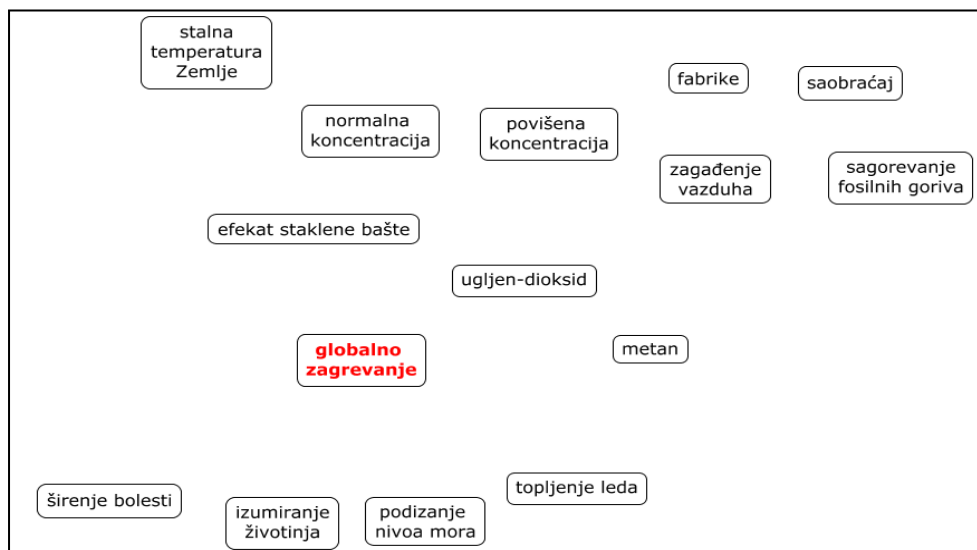 stalna
temperatura
Zemlje
fabrike
saobraćaj
normalna
koncentracija
povišena
koncentracija
zagađenje
vazduha
sagorevanje
fosilnih goriva
efekat staklene bašte
ugljen-dioksid
globalno
zagrevanje
metan
širenje bolesti
izumiranje
životinja
podizanje
nivoa mora
topljenje leda